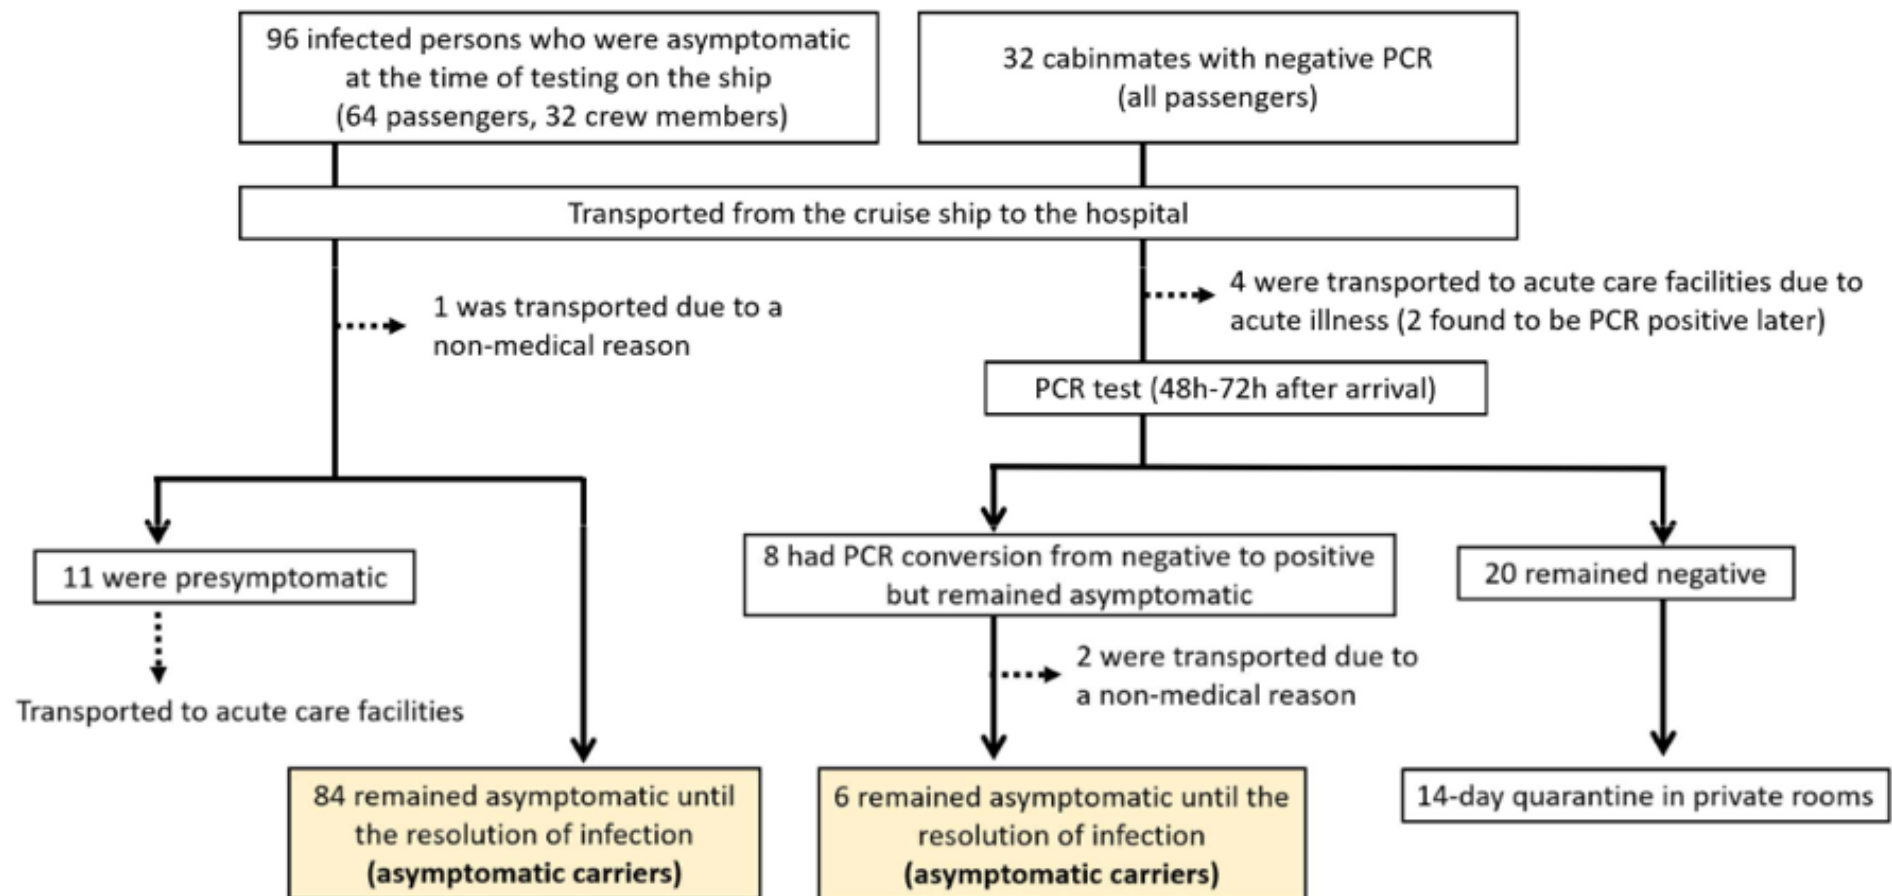 96 infected persons who were asymptomatic
at the time of testing on the ship
(64 passengers, 32 crew members)
32 cabinmates with negative PCR
(all passengers)
Transported from the cruise ship to the hospital
1 was transported due to a
non-medical reason
4 were transported to acute care facilities due to
acute illness (2 found to be PCR positive later)
PCR test (48h-72h after arrival)
11 were presymptomatic
8 had PCR conversion from negative to positive
but remained asymptomatic
20 remained negative
Transported to acute care facilities
2 were transported due to
a non-medical reason
84 remained asymptomatic until
the resolution of infection
(asymptomatic carriers)
6 remained asymptomatic until the
resolution of infection
(asymptomatic carriers)
14-day quarantine in private rooms